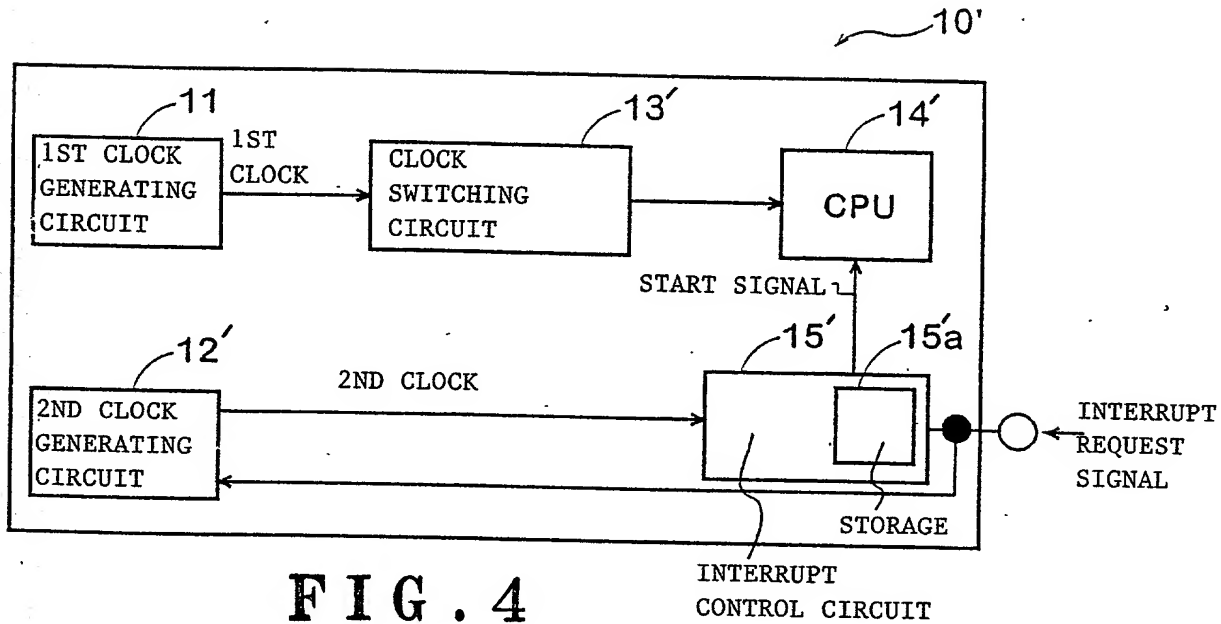 10'
11
13'
14'
1ST CLOCK
GENERATING
CIRCUIT
1ST
CLOCK
CLOCK
SWITCHING
CIRCUIT
CPU
START SIGNAL
12'
15'
15'a
2ND CLOCK
2ND CLOCK
GENERATING
CIRCUIT
INTERRUPT
REQUEST
SIGNAL
STORAGE
INTERRUPT
CONTROL CIRCUIT
FIG. 4